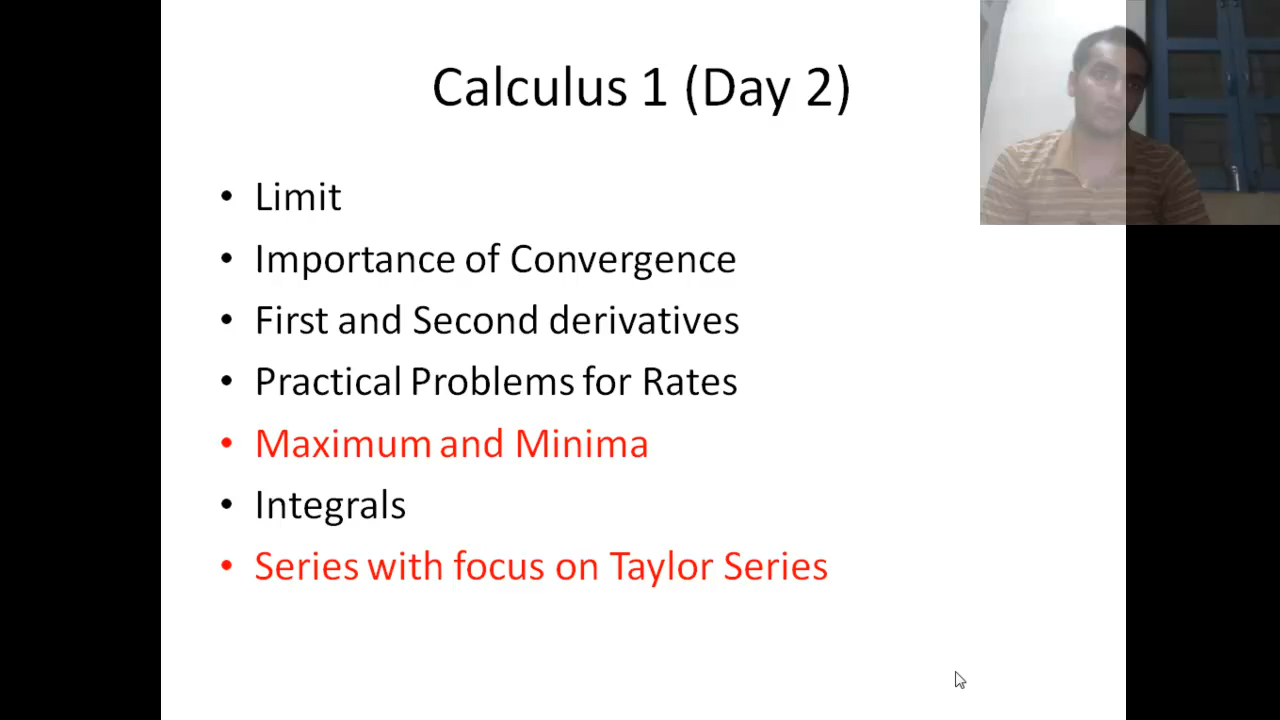 Calculus 1 (Day 2)
• Limit
• Importance of Convergence
• First and Second derivatives
• Practical Problems for Rates
• Maximum and Minima
• Integrals
• Series with focus on Taylor Series